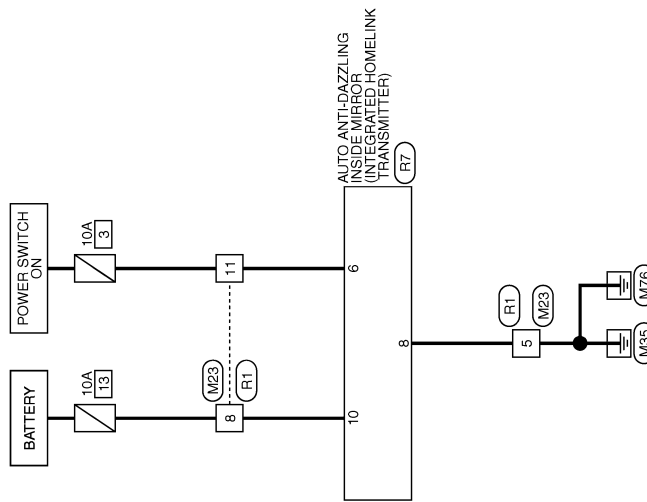 BATTERY
POWER SWITCH
ON
10A
13
10A
3
M23
8
11
R1
10
6
AUTO ANTI-DAZZLING
INSIDE MIRROR
(INTEGRATED HOMELINK
TRANSMITTER)
R7
8
R1
5
M23
M35
M76